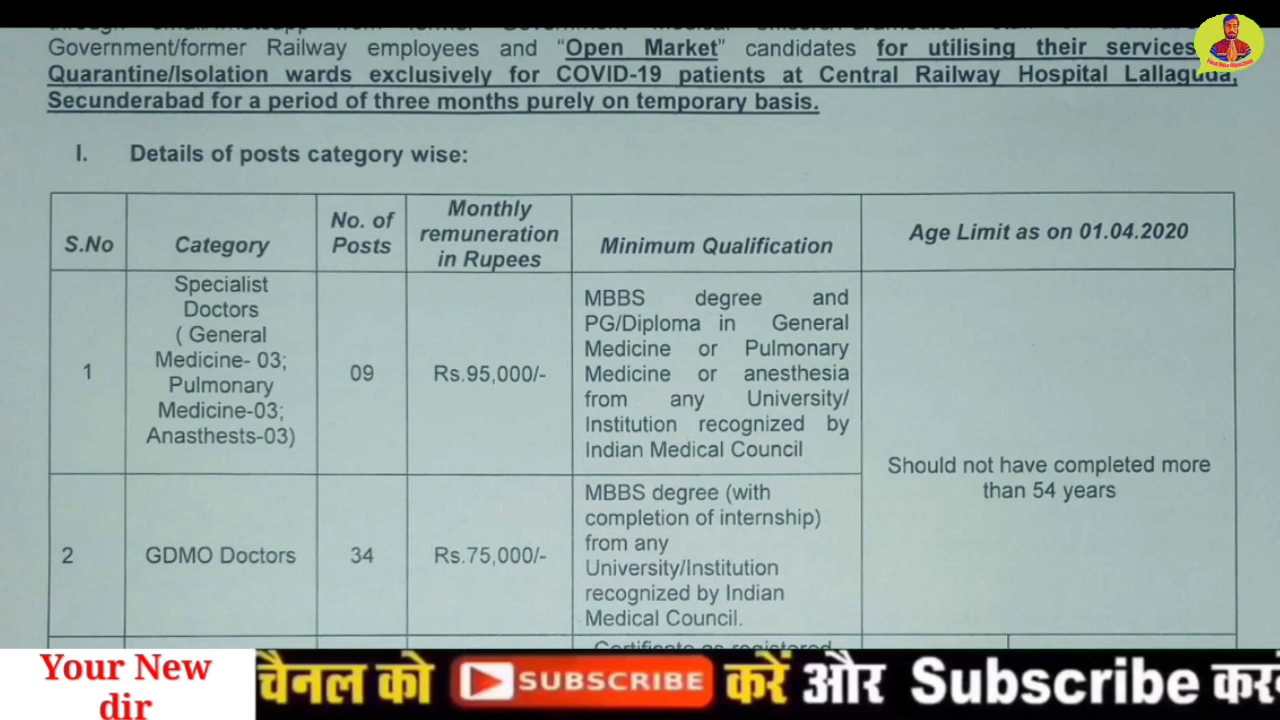 Government/former Railway employees and “Open Market” candidates for utilising their services
Quarantine/Isolation wards exclusively for COVID-19 patients at Central Railway Hospital Lallaguda,
Secunderabad for a period of three months purely on temporary basis.
I. Details of posts category wise:
S.No
Category
No. of
Posts
Monthly
remuneration
in Rupees
Minimum Qualification
Age Limit as on 01.04.2020
1
Specialist
Doctors
( General
Medicine- 03;
Pulmonary
Medicine-03;
Anasthests-03)
09
Rs.95,000/-
MBBS degree and
PG/Diploma in General
Medicine or Pulmonary
Medicine or anesthesia
from any University/
Institution recognized by
Indian Medical Council
Should not have completed more
than 54 years
2
GDMO Doctors
34
Rs.75,000/-
MBBS degree (with
completion of internship)
from any
University/Institution
recognized by Indian
Medical Council.
Certificate as registered
Your New
dir
चैनल को SUBSCRIBE करें और Subscribe कर